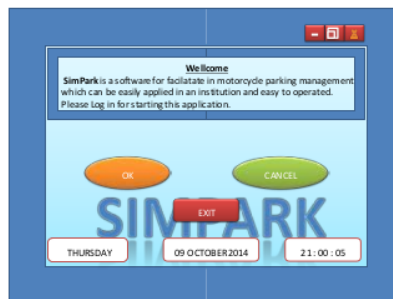 Wellcome
SimPark is a software for facilatate in motorcycle parking management
which can be easily applied in an institution and easy to operated.
Please Log in for starting this application.
OK
CANCEL
EXIT
SIMPARK
THURSDAY
09 OCTOBER 2014
21 : 00 : 05